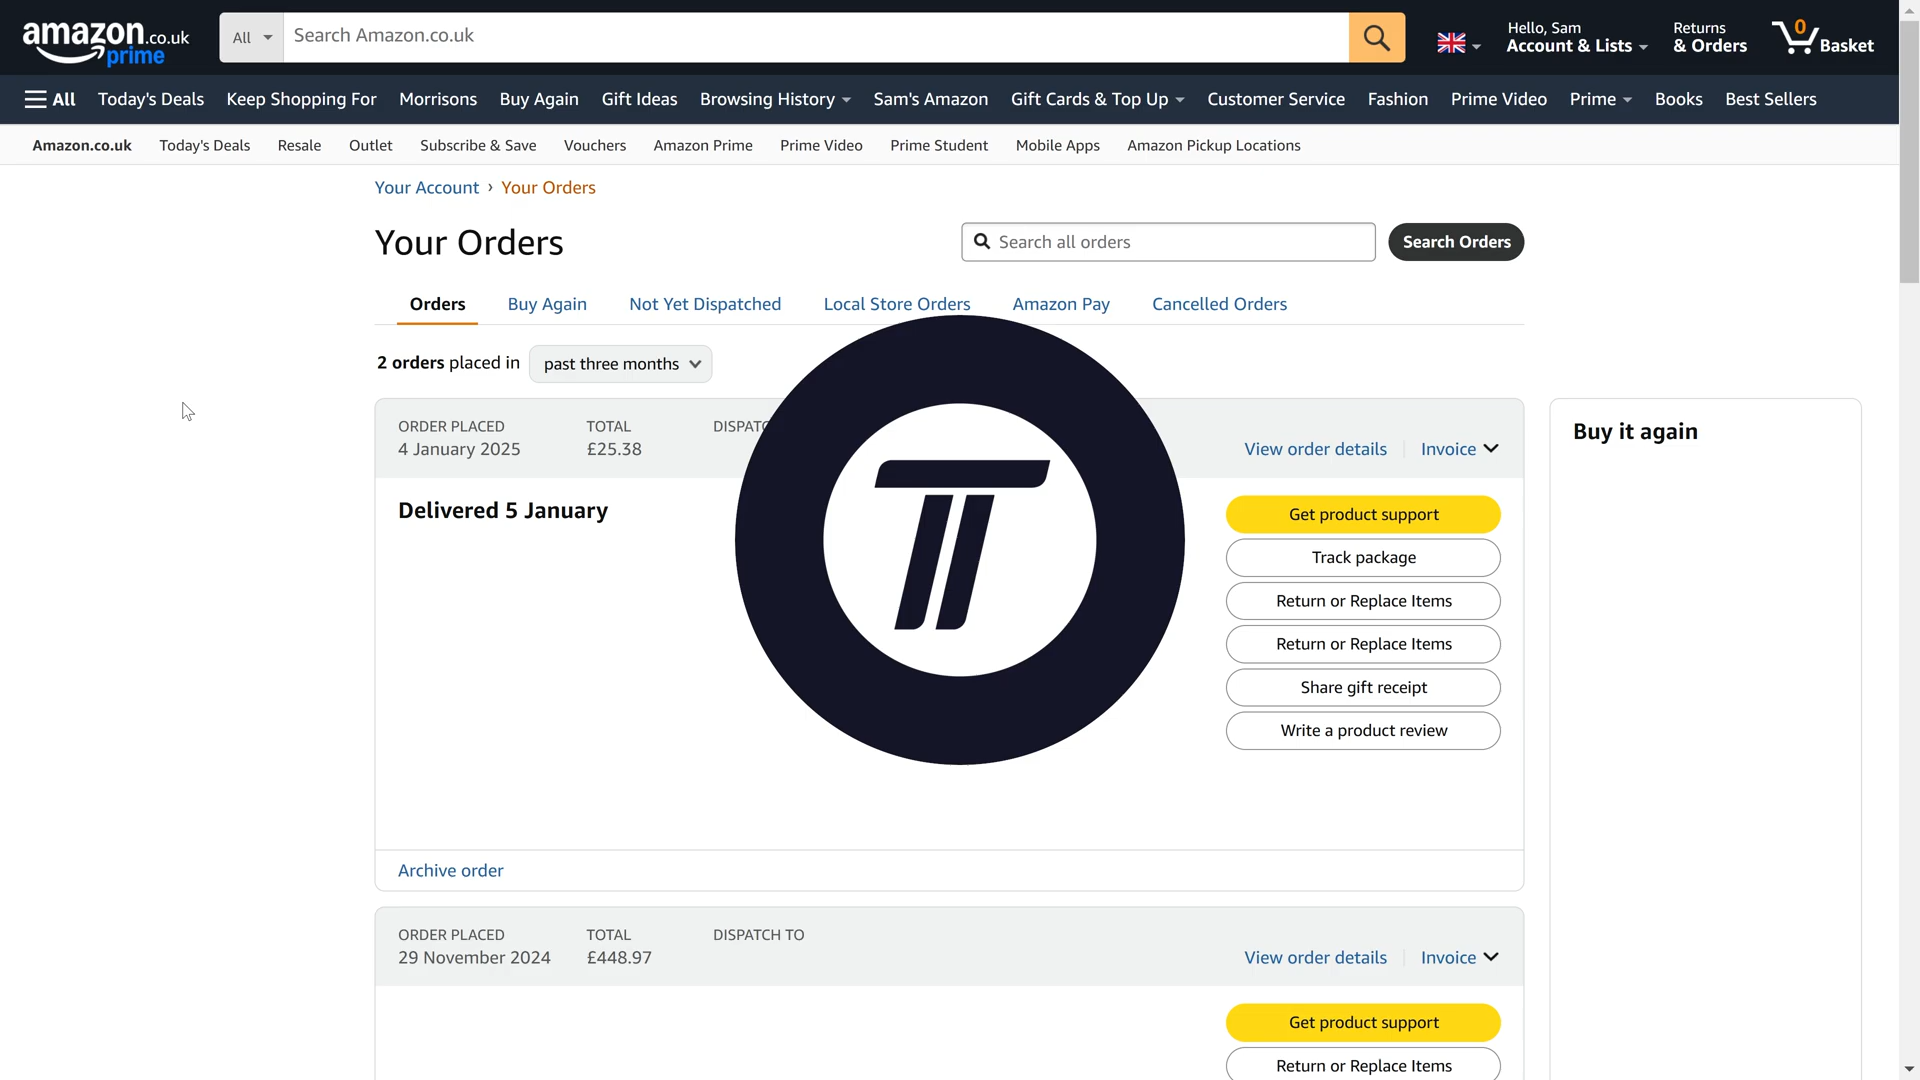 amazon.co.uk
prime
All
Search Amazon.co.uk
Hello, Sam
Account & Lists
Returns
& Orders
0
Basket
All Today's Deals Keep Shopping For Morrisons Buy Again Gift Ideas Browsing History Sam's Amazon Gift Cards & Top Up Customer Service Fashion Prime Video Prime Books Best Sellers
Amazon.co.uk Today's Deals Resale Outlet Subscribe & Save Vouchers Amazon Prime Prime Video Prime Student Mobile Apps Amazon Pickup Locations
Your Account › Your Orders
Your Orders
Search all orders
Search Orders
Orders Buy Again Not Yet Dispatched Local Store Orders Amazon Pay Cancelled Orders
2 orders placed in past three months
ORDER PLACED TOTAL
4 January 2025 £25.38
View order details Invoice
Delivered 5 January
Get product support
Track package
Return or Replace Items
Return or Replace Items
Share gift receipt
Write a product review
Archive order
Buy it again
ORDER PLACED TOTAL DISPATCH TO
29 November 2024 £448.97
View order details Invoice
Get product support
Return or Replace Items